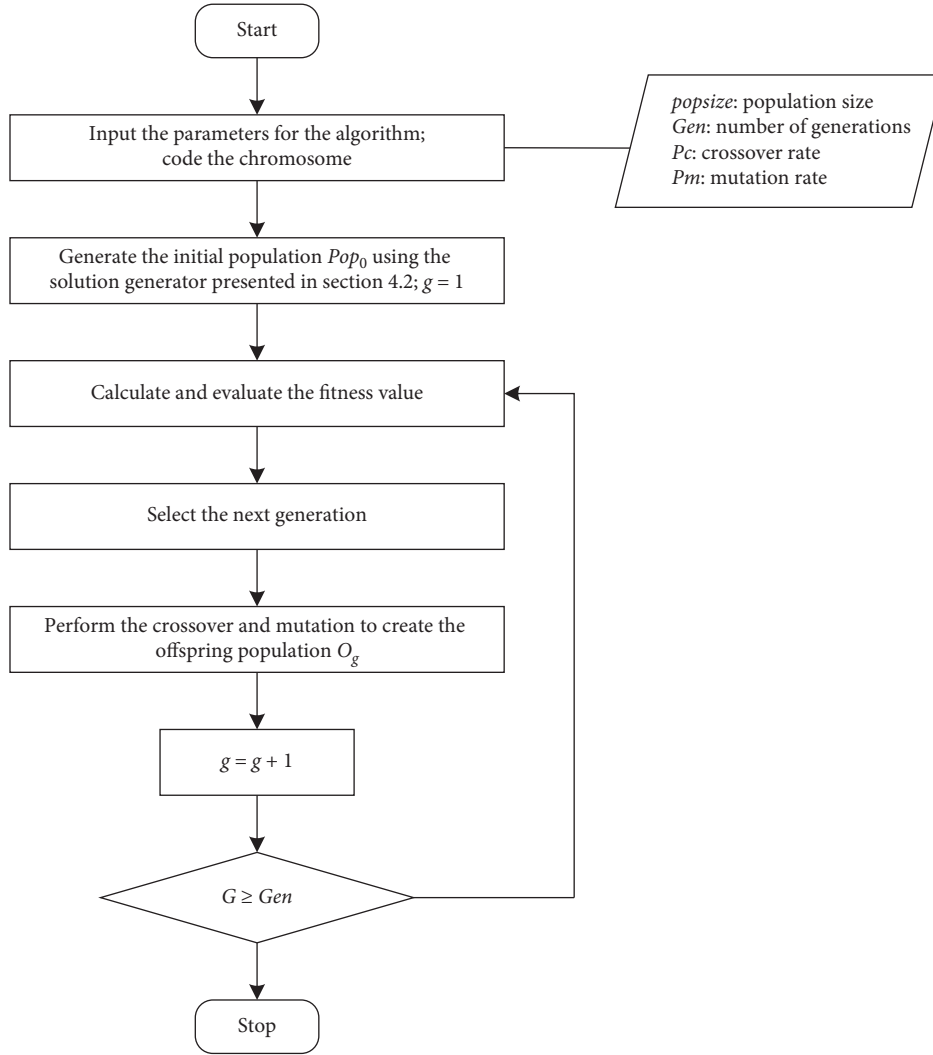 Start
Input the parameters for the algorithm;
code the chromosome
popsize: population size
Gen: number of generations
Pc: crossover rate
Pm: mutation rate
Generate the initial population Pop₀ using the
solution generator presented in section 4.2; g = 1
Calculate and evaluate the fitness value
Select the next generation
Perform the crossover and mutation to create the
offspring population O_g
g = g + 1
G ≥ Gen
Stop